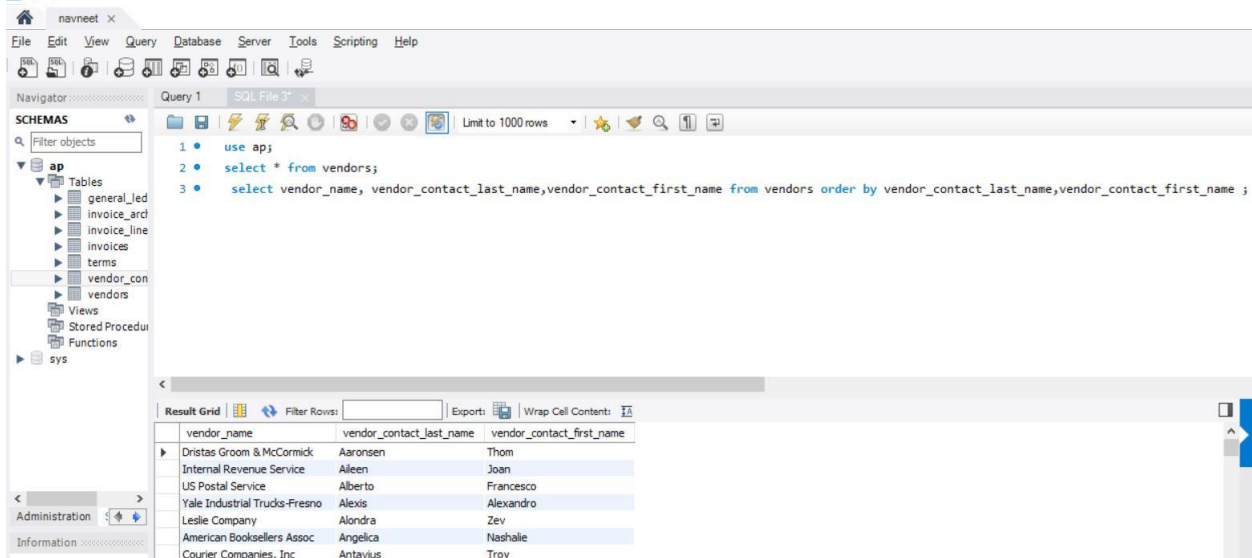 navneet ×
File Edit View Query Database Server Tools Scripting Help
Navigator
Query 1
SQL File 3* ×
SCHEMAS
Filter objects
ap
Tables
general_led
invoice_arch
invoice_line
invoices
terms
vendor_con
vendors
Views
Stored Procedur
Functions
sys
Administration
Information
Limit to 1000 rows
1 use ap;
2 select * from vendors;
3 select vendor_name, vendor_contact_last_name,vendor_contact_first_name from vendors order by vendor_contact_last_name,vendor_contact_first_name ;
Result Grid Filter Rows: Export: Wrap Cell Content:
vendor_name vendor_contact_last_name vendor_contact_first_name
Dristas Groom & McCormick Aaronsen Thom
Internal Revenue Service Aileen Joan
US Postal Service Alberto Francesco
Yale Industrial Trucks-Fresno Alexis Alexandro
Leslie Company Alondra Zev
American Booksellers Assoc Angelica Nashalie
Courier Companies, Inc Antavius Troy